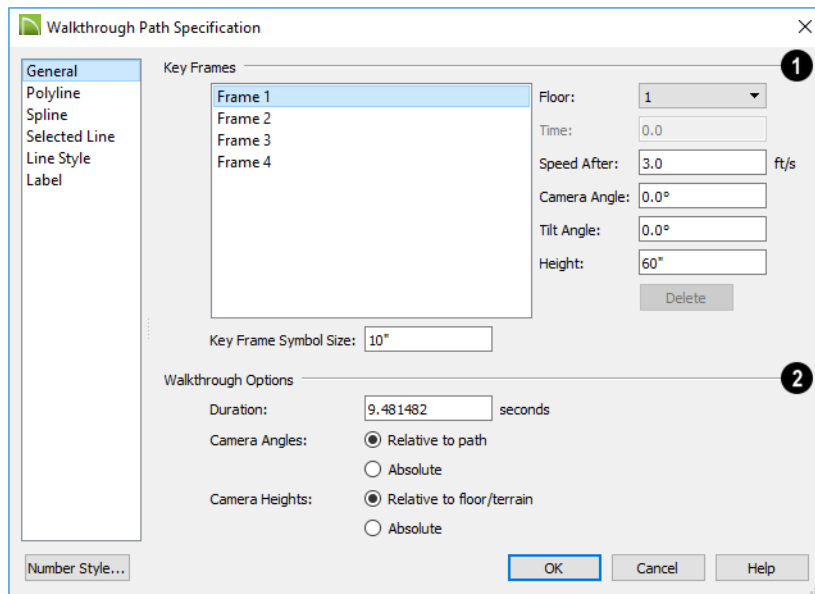 Walkthrough Path Specification
General
Polyline
Spline
Selected Line
Line Style
Label
Key Frames
1
Frame 1
Frame 2
Frame 3
Frame 4
Floor: 1
Time: 0.0
Speed After: 3.0 ft/s
Camera Angle: 0.0°
Tilt Angle: 0.0°
Height: 60"
Delete
Key Frame Symbol Size: 10"
Walkthrough Options
2
Duration: 9.481482 seconds
Camera Angles: Relative to path
Absolute
Camera Heights: Relative to floor/terrain
Absolute
Number Style...
OK
Cancel
Help